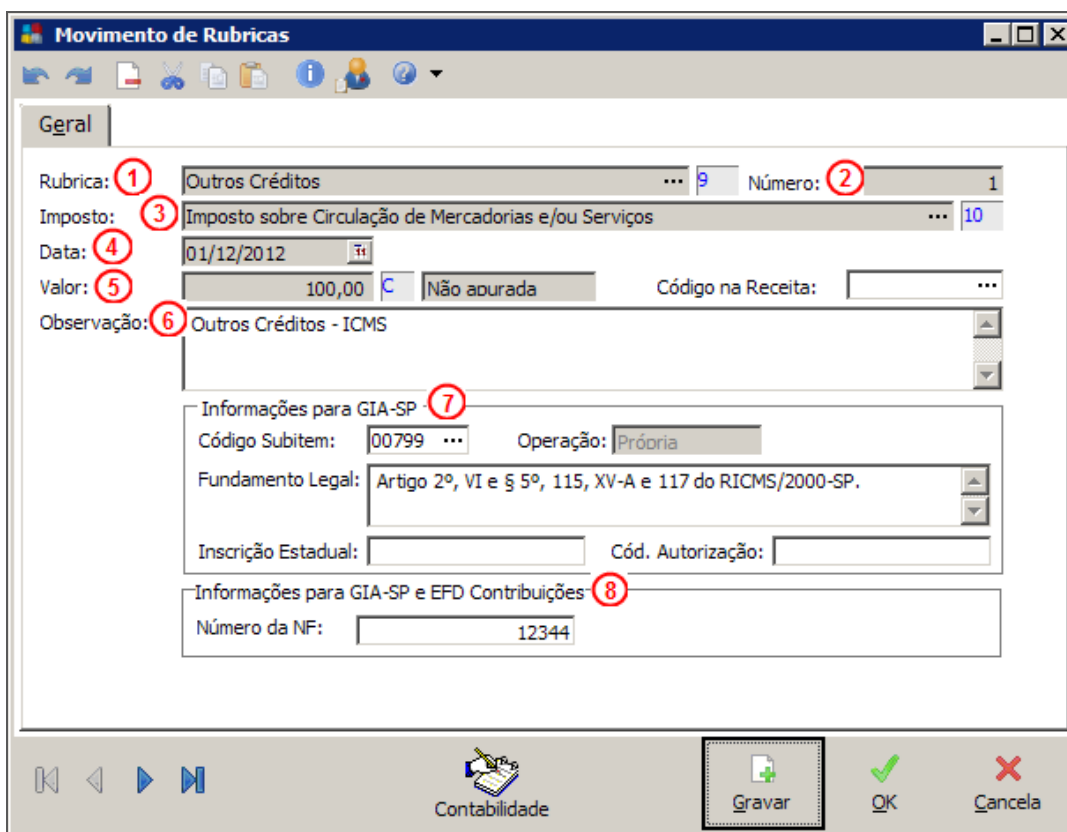 Movimento de Rubricas
Geral
Rubrica: 1 Outros Créditos ... 9 Número: 2 1
Imposto: 3 Imposto sobre Circulação de Mercadorias e/ou Serviços ... 10
Data: 4 01/12/2012
Valor: 5 100,00 C Não apurada Código na Receita: ...
Observação: 6 Outros Créditos - ICMS
Informações para GIA-SP 7
Código Subitem: 00799 ... Operação: Própria
Fundamento Legal: Artigo 2º, VI e § 5º, 115, XV-A e 117 do RICMS/2000-SP.
Inscrição Estadual: Cód. Autorização:
Informações para GIA-SP e EFD Contribuições 8
Número da NF: 12344
Contabilidade Gravar OK Cancela